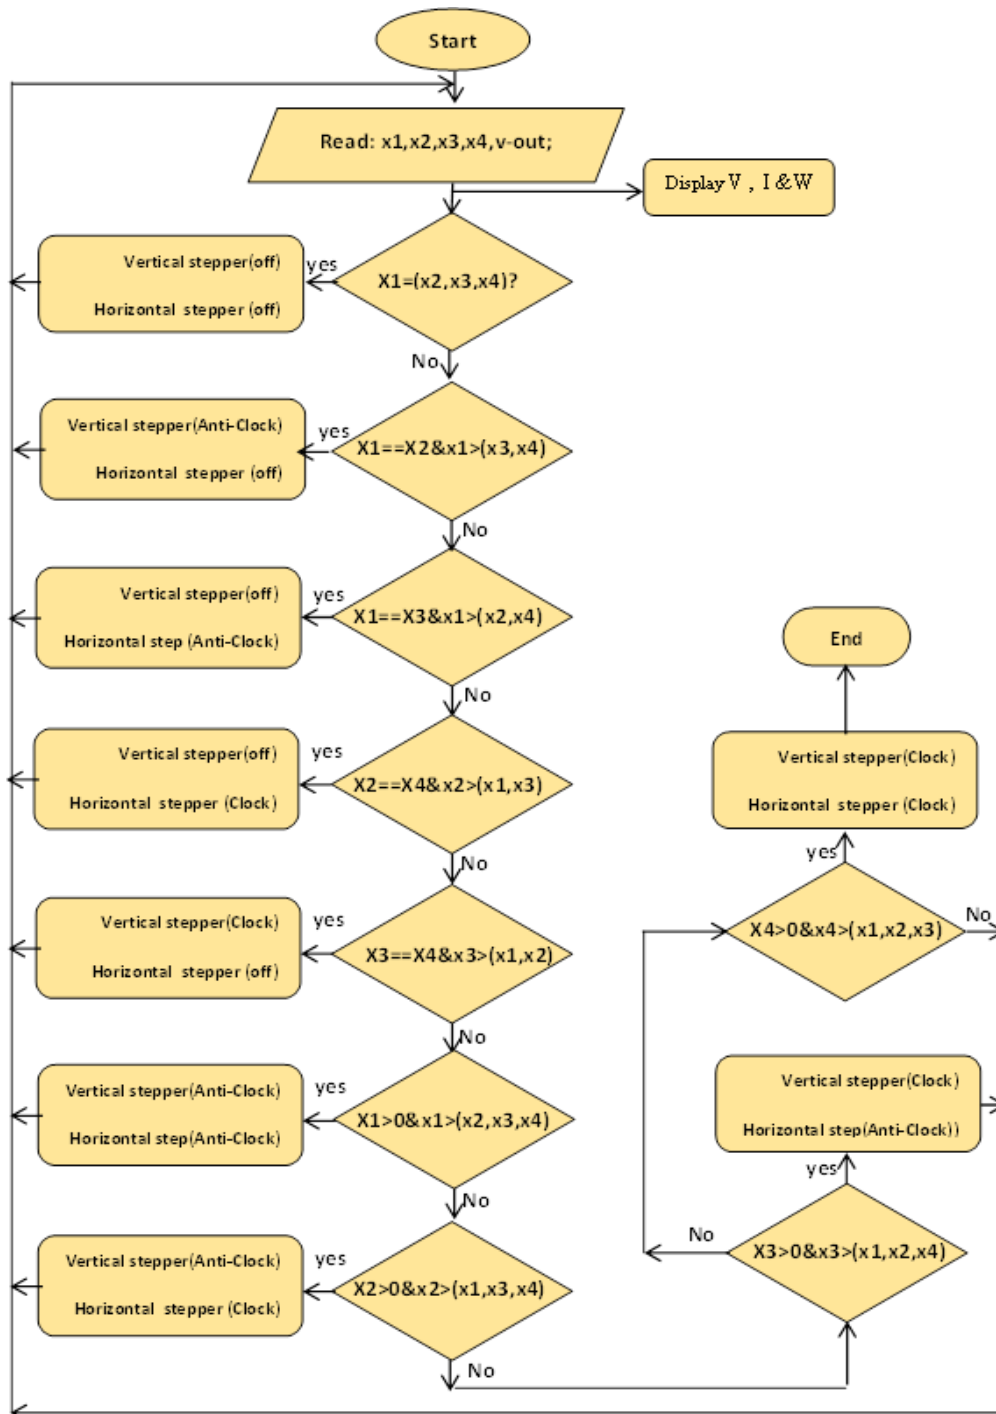 Start
Read: x1,x2,x3,x4,v-out;
Display V , I & W
X1=(x2,x3,x4)?
yes
Vertical stepper(off)
Horizontal stepper (off)
No
X1==X2&x1>(x3,x4)
yes
Vertical stepper(Anti-Clock)
Horizontal stepper (off)
No
X1==X3&x1>(x2,x4)
yes
Vertical stepper(off)
Horizontal step (Anti-Clock)
No
X2==X4&x2>(x1,x3)
yes
Vertical stepper(off)
Horizontal stepper (Clock)
No
X3==X4&x3>(x1,x2)
yes
Vertical stepper(Clock)
Horizontal stepper (off)
No
X1>0&x1>(x2,x3,x4)
yes
Vertical stepper(Anti-Clock)
Horizontal step(Anti-Clock)
No
X2>0&x2>(x1,x3,x4)
yes
Vertical stepper(Anti-Clock)
Horizontal stepper (Clock)
No
X3>0&x3>(x1,x2,x4)
yes
Vertical stepper(Clock)
Horizontal step(Anti-Clock))
No
X4>0&x4>(x1,x2,x3)
No
yes
Vertical stepper(Clock)
Horizontal stepper (Clock)
End